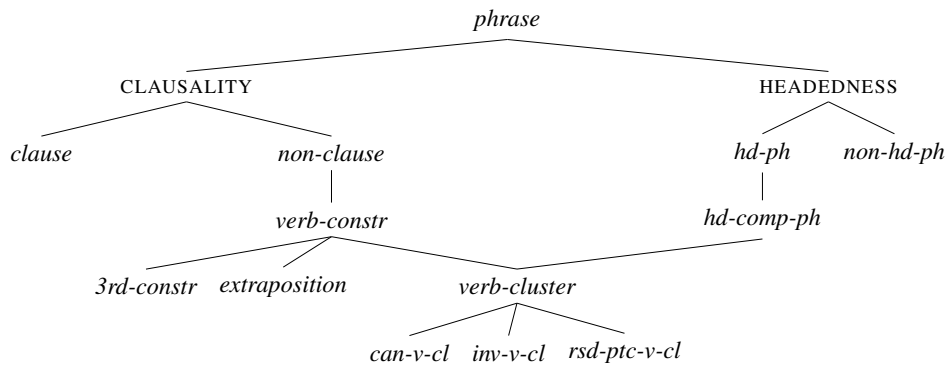 phrase
CLAUSALITY HEADEDNESS
clause non-clause hd-ph non-hd-ph
verb-constr hd-comp-ph
3rd-constr extraposition verb-cluster
can-v-cl inv-v-cl rsd-ptc-v-cl